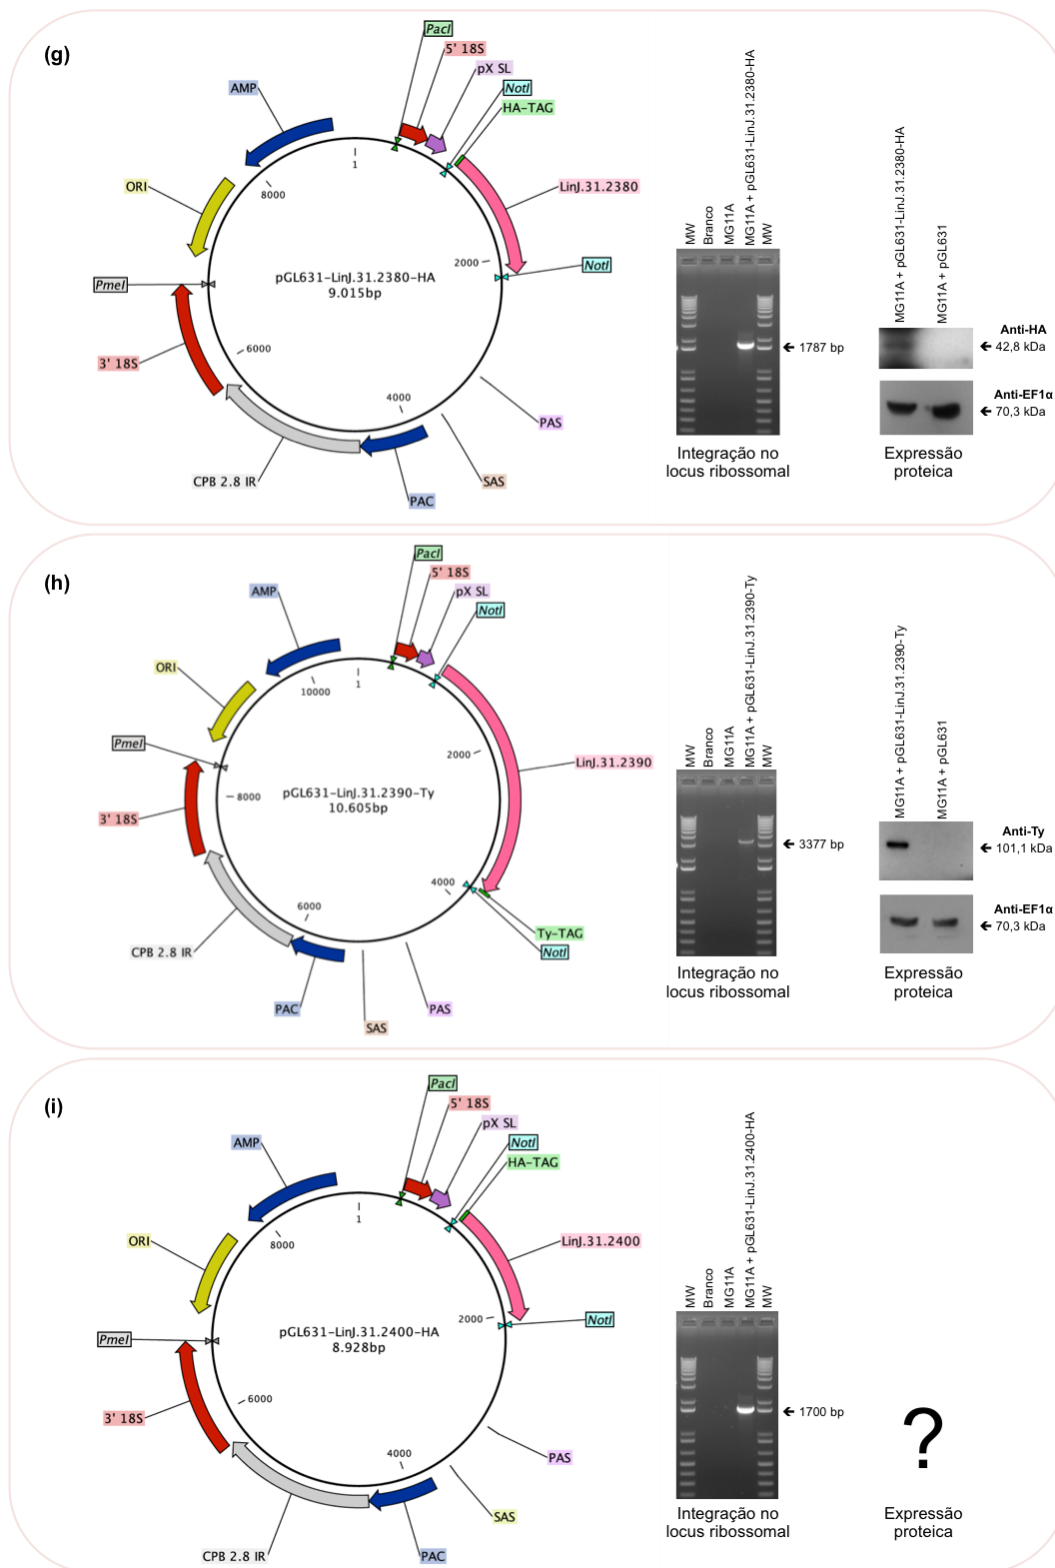 (g)
PacI
5' 18S
pX SL
NotI
HA-TAG
AMP
ORI
LinJ.31.2380
1
8000
2000
pGL631-LinJ.31.2380-HA
9.015bp
NotI
PmeI
6000
3' 18S
4000
PAS
CPB 2.8 IR
SAS
PAC
MW
Branco
MG11A
MG11A + pGL631-LinJ.31.2380-HA
MW
1787 bp
Integração no
locus ribossomal
MG11A + pGL631-LinJ.31.2380-HA
MG11A + pGL631
Anti-HA
42,8 kDa
Anti-EF1α
70,3 kDa
Expressão
proteica
(h)
PacI
5' 18S
pX SL
NotI
AMP
ORI
10000
1
PmeI
2000
LinJ.31.2390
8000
pGL631-LinJ.31.2390-Ty
10.605bp
3' 18S
4000
6000
Ty-TAG
NotI
CPB 2.8 IR
PAC
PAS
SAS
MW
Branco
MG11A
MG11A + pGL631-LinJ.31.2390-Ty
MW
3377 bp
Integração no
locus ribossomal
MG11A + pGL631-LinJ.31.2390-Ty
MG11A + pGL631
Anti-Ty
101,1 kDa
Anti-EF1α
70,3 kDa
Expressão
proteica
(i)
PacI
5' 18S
pX SL
NotI
HA-TAG
AMP
ORI
1
8000
LinJ.31.2400
2000
NotI
pGL631-LinJ.31.2400-HA
8.928bp
PmeI
6000
3' 18S
4000
PAS
SAS
CPB 2.8 IR
PAC
MW
Branco
MG11A
MG11A + pGL631-LinJ.31.2400-HA
MW
1700 bp
Integração no
locus ribossomal
?
Expressão
proteica